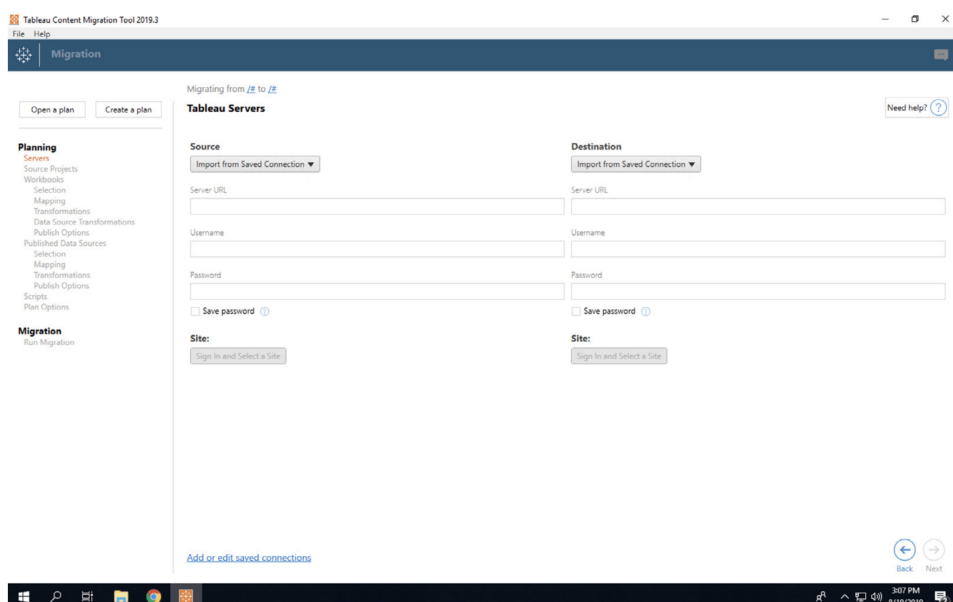 Tableau Content Migration Tool 2019.3
File Help
Migration
Open a plan Create a plan
Planning
Servers
Source Projects
Workbooks
Selection
Mapping
Transformations
Data Source Transformations
Publish Options
Published Data Sources
Selection
Mapping
Transformations
Publish Options
Scripts
Plan Options
Migration
Run Migration
Migrating from /# to /#
Tableau Servers
Need help? ?
Source
Import from Saved Connection ▼
Server URL
Username
Password
Save password ?
Site:
Sign In and Select a Site
Destination
Import from Saved Connection ▼
Server URL
Username
Password
Save password ?
Site:
Sign In and Select a Site
Add or edit saved connections
Back Next
3:07 PM